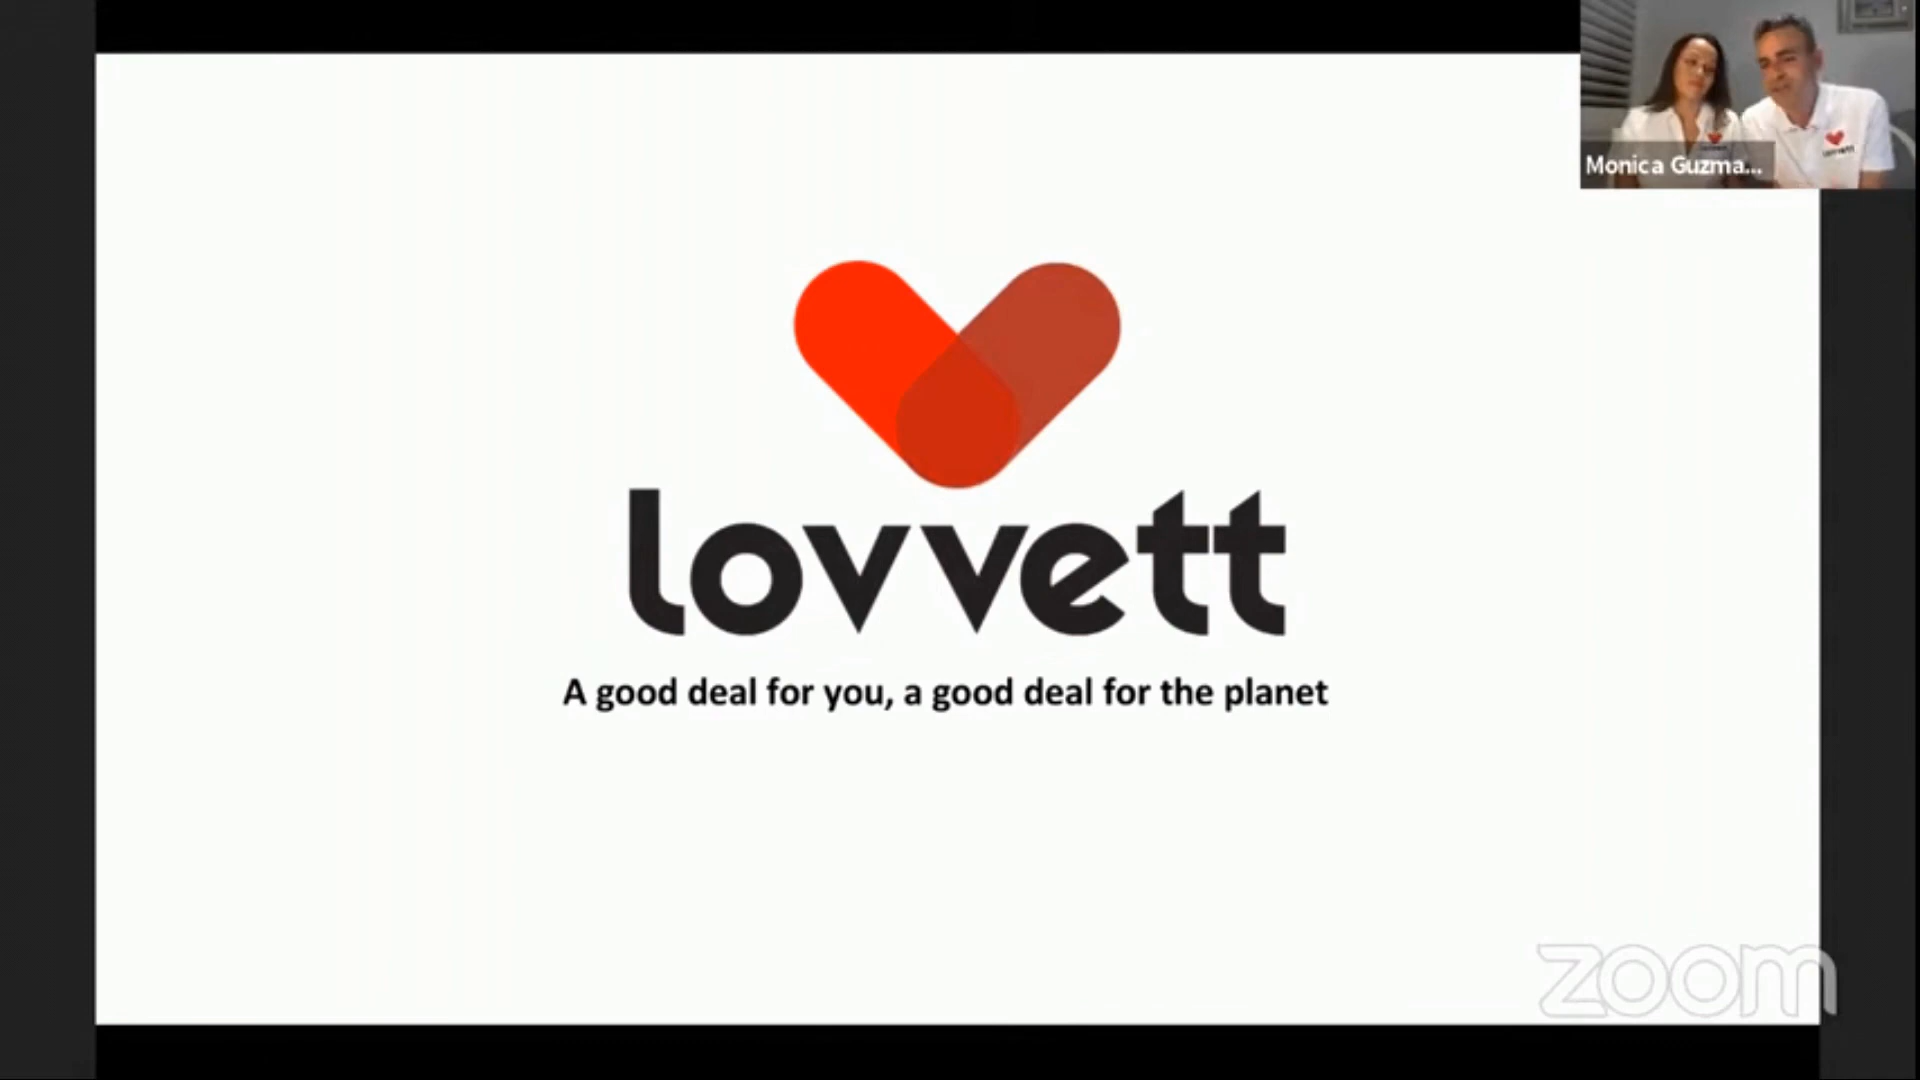 Monica Guzma...
lovvett
A good deal for you, a good deal for the planet
zoom